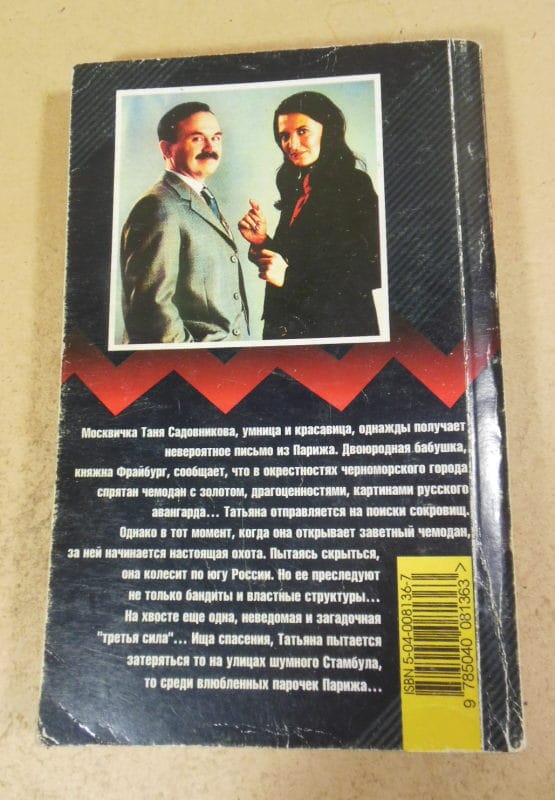 Москвичка Таня Садовникова, умница и красавица, однажды получает
невероятное письмо из Парижа. Двоюродная бабушка,
княжна Фрайбург, сообщает, что в окрестностях черноморского города
спрятан чемодан с золотом, драгоценностями, картинами русского
авангарда... Татьяна отправляется на поиски сокровищ.
Однако в тот момент, когда она открывает заветный чемодан,
за ней начинается настоящая охота. Пытаясь скрыться,
она колесит по югу России. Но ее преследуют
не только бандиты и властные структуры...
На хвосте еще одна, неведомая и загадочная
"третья сила"... Ища спасения, Татьяна пытается
затеряться то на улицах шумного Стамбула,
то среди влюбленных парочек Парижа...
ISBN 5-04-008136-7
9 785040 081363 >